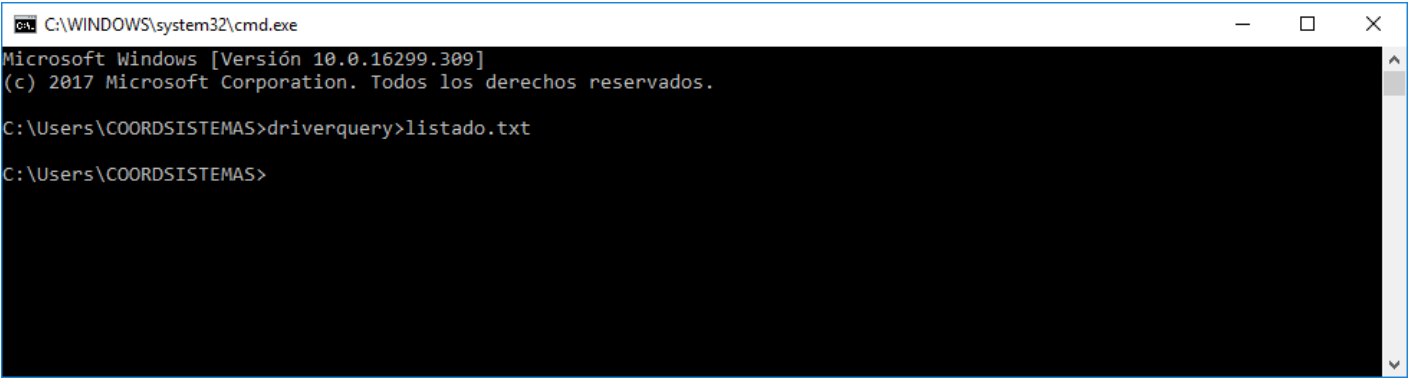 C:\WINDOWS\system32\cmd.exe
Microsoft Windows [Versión 10.0.16299.309]
(c) 2017 Microsoft Corporation. Todos los derechos reservados.
C:\Users\COORDSISTEMAS>driverquery>listado.txt
C:\Users\COORDSISTEMAS>